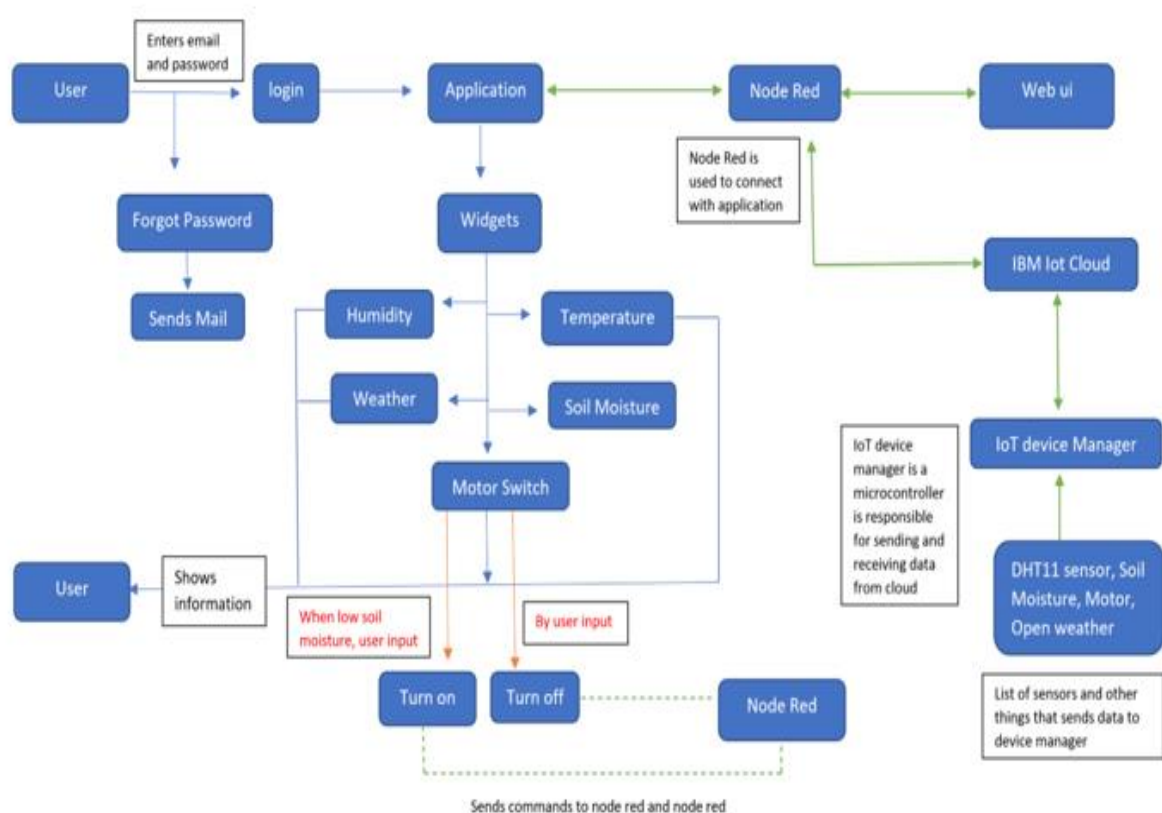 Enters email
and password
User
login
Application
Node Red
Web ui
Node Red is
used to connect
with application
Forgot Password
Widgets
IBM Iot Cloud
Sends Mail
Humidity
Temperature
Weather
Soil Moisture
IoT device
manager is a
microcontroller
is responsible
for sending and
receiving data
from cloud
IoT device Manager
Motor Switch
DHT11 sensor, Soil
Moisture, Motor,
Open weather
User
Shows
information
When low soil
moisture, user input
By user input
Turn on
Turn off
Node Red
List of sensors and other
things that sends data to
device manager
Sends commands to node red and node red